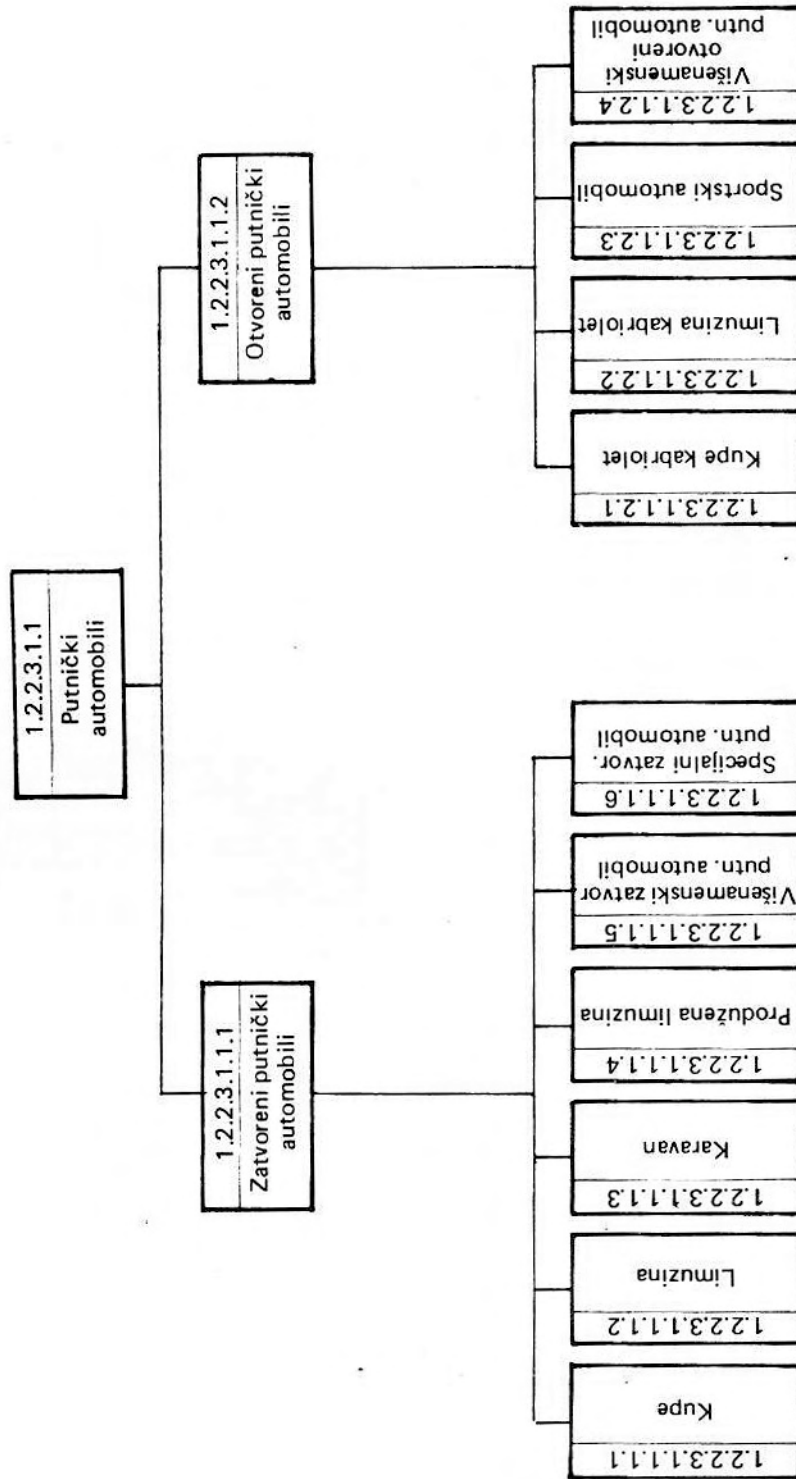 1.2.2.3.1.1
Putnički
automobili
1.2.2.3.1.1.1
Zatvoreni putnički
automobili
1.2.2.3.1.1.2
Otvoreni putnički
automobili
1.2.2.3.1.1.1.1
Kupe
1.2.2.3.1.1.1.2
Limuzina
1.2.2.3.1.1.1.3
Karavan
1.2.2.3.1.1.1.4
Produžena limuzina
1.2.2.3.1.1.1.5
Višenamenski zatvor.
putn. automobil
1.2.2.3.1.1.1.6
Specijalni zatvor.
putn. automobil
1.2.2.3.1.1.2.1
Kupe kabriolet
1.2.2.3.1.1.2.2
Limuzina kabriolet
1.2.2.3.1.1.2.3
Sportski automobil
1.2.2.3.1.1.2.4
Višenamenski
otvoreni
putn. automobil